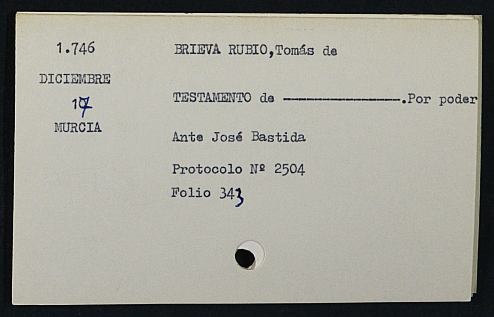 1.746 BRIEVA RUBIO,Tomás de
DICIEMBRE
17 TESTAMENTO de ——————.Por poder
MURCIA
Ante José Bastida
Protocolo Nº 2504
Folio 343